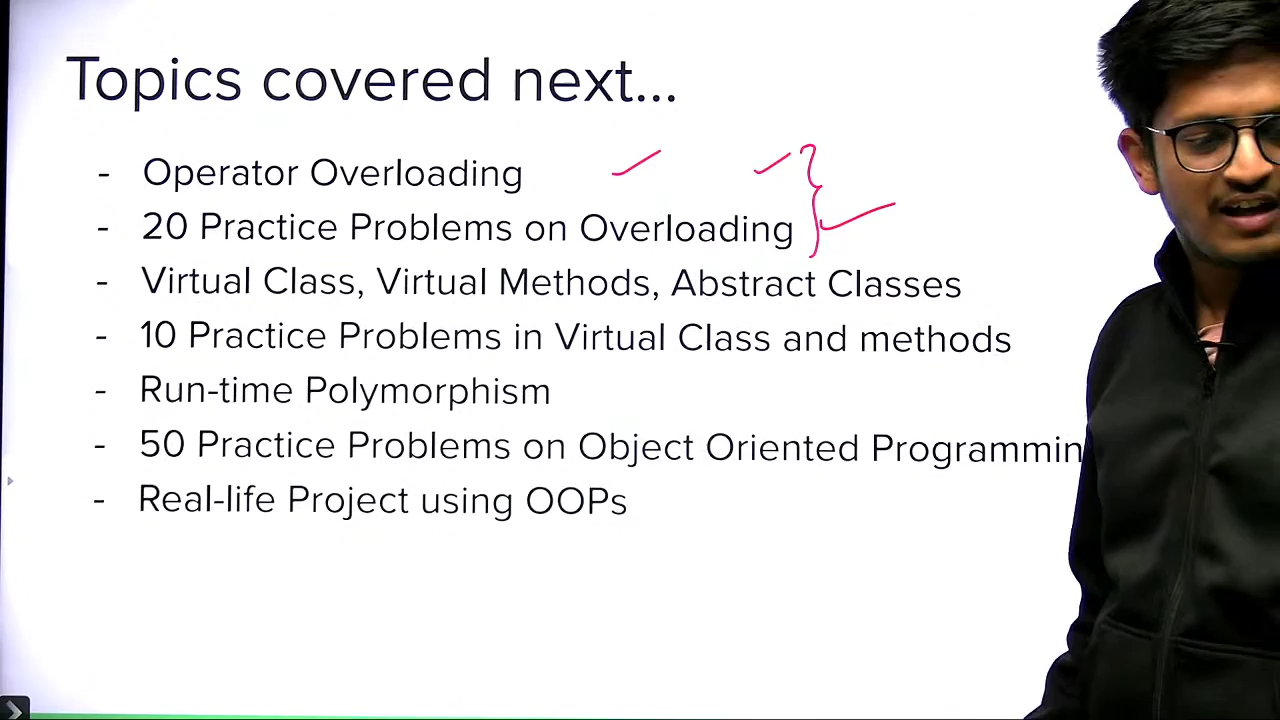 Topics covered next...
- Operator Overloading
- 20 Practice Problems on Overloading
- Virtual Class, Virtual Methods, Abstract Classes
- 10 Practice Problems in Virtual Class and methods
- Run-time Polymorphism
- 50 Practice Problems on Object Oriented Programmin
- Real-life Project using OOPs